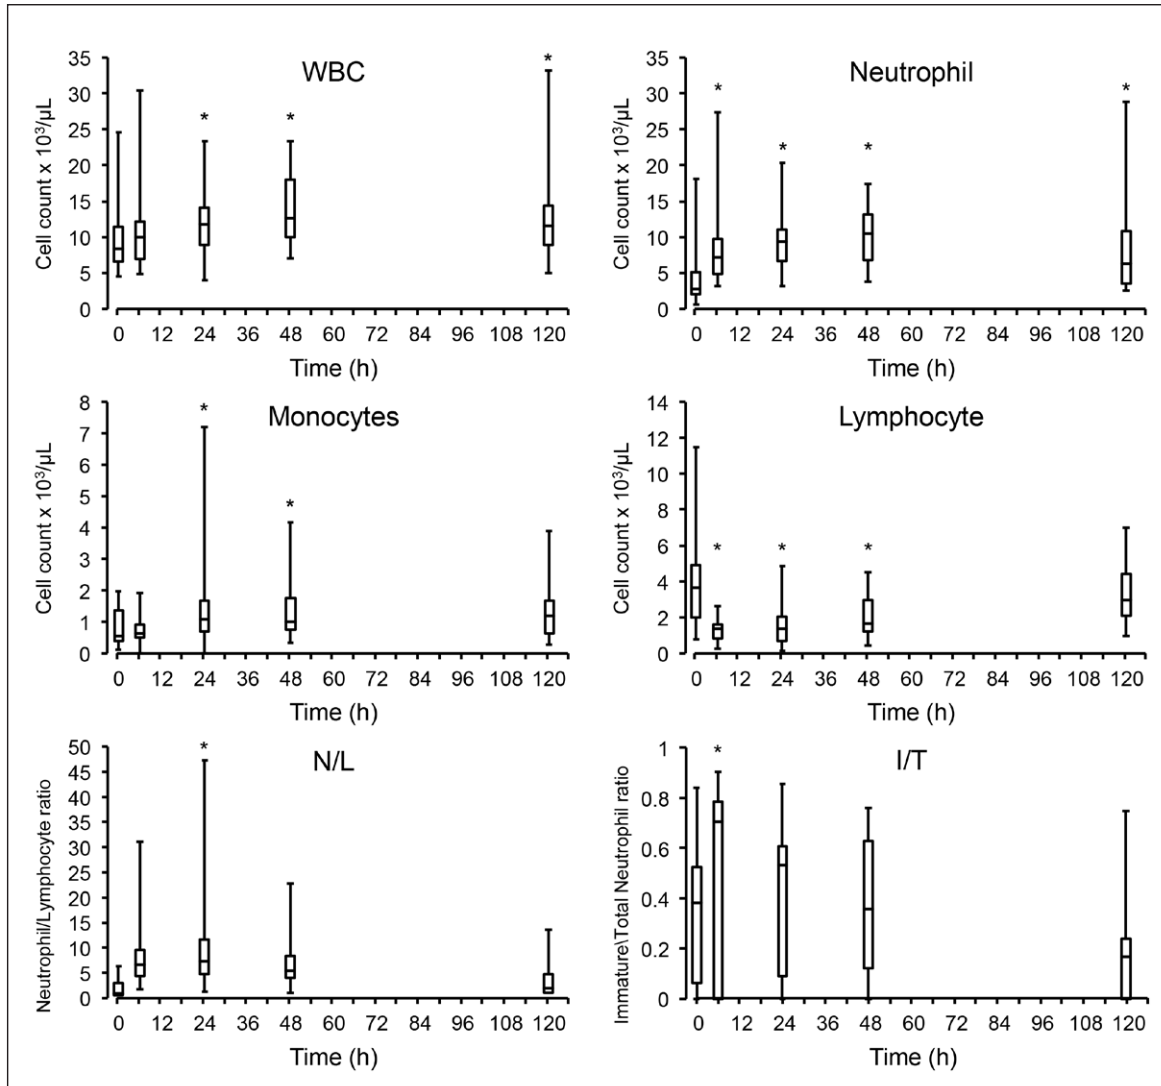 WBC
Cell count x 10³/µL
35
30
25
20
15
10
5
0
* * *
0 12 24 36 48 60 72 84 96 108 120
Time (h)
Neutrophil
Cell count x 10³/µL
35
30
25
20
15
10
5
0
* * * *
0 12 24 36 48 60 72 84 96 108 120
Time (h)
Monocytes
Cell count x 10³/µL
8
7
6
5
4
3
2
1
0
* *
0 12 24 36 48 60 72 84 96 108 120
Time (h)
Lymphocyte
Cell count x 10³/µL
14
12
10
8
6
4
2
0
* * *
0 12 24 36 48 60 72 84 96 108 120
Time (h)
N/L
Neutrophil/Lymphocyte ratio
50
45
40
35
30
25
20
15
10
5
0
*
0 12 24 36 48 60 72 84 96 108 120
Time (h)
I/T
Immature\Total Neutrophil ratio
1
0.8
0.6
0.4
0.2
0
*
0 12 24 36 48 60 72 84 96 108 120
Time (h)